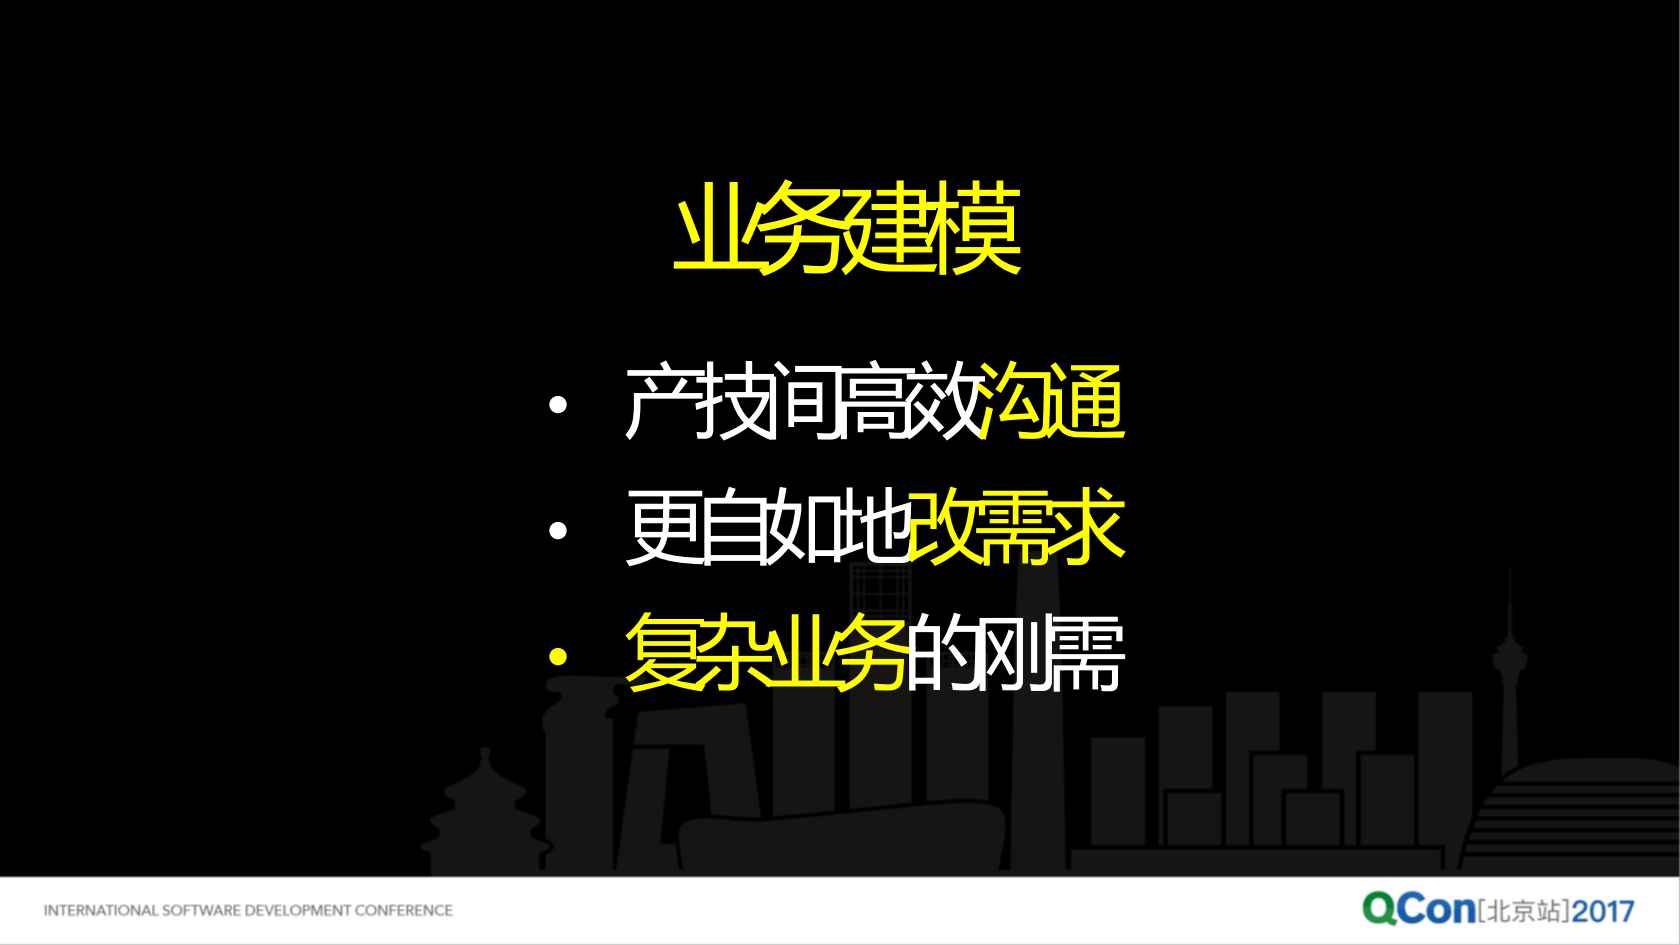 业务建模
• 产技间高效沟通
• 更自如地改需求
• 复杂业务的刚需
INTERNATIONAL SOFTWARE DEVELOPMENT CONFERENCE
QCon[北京站]2017